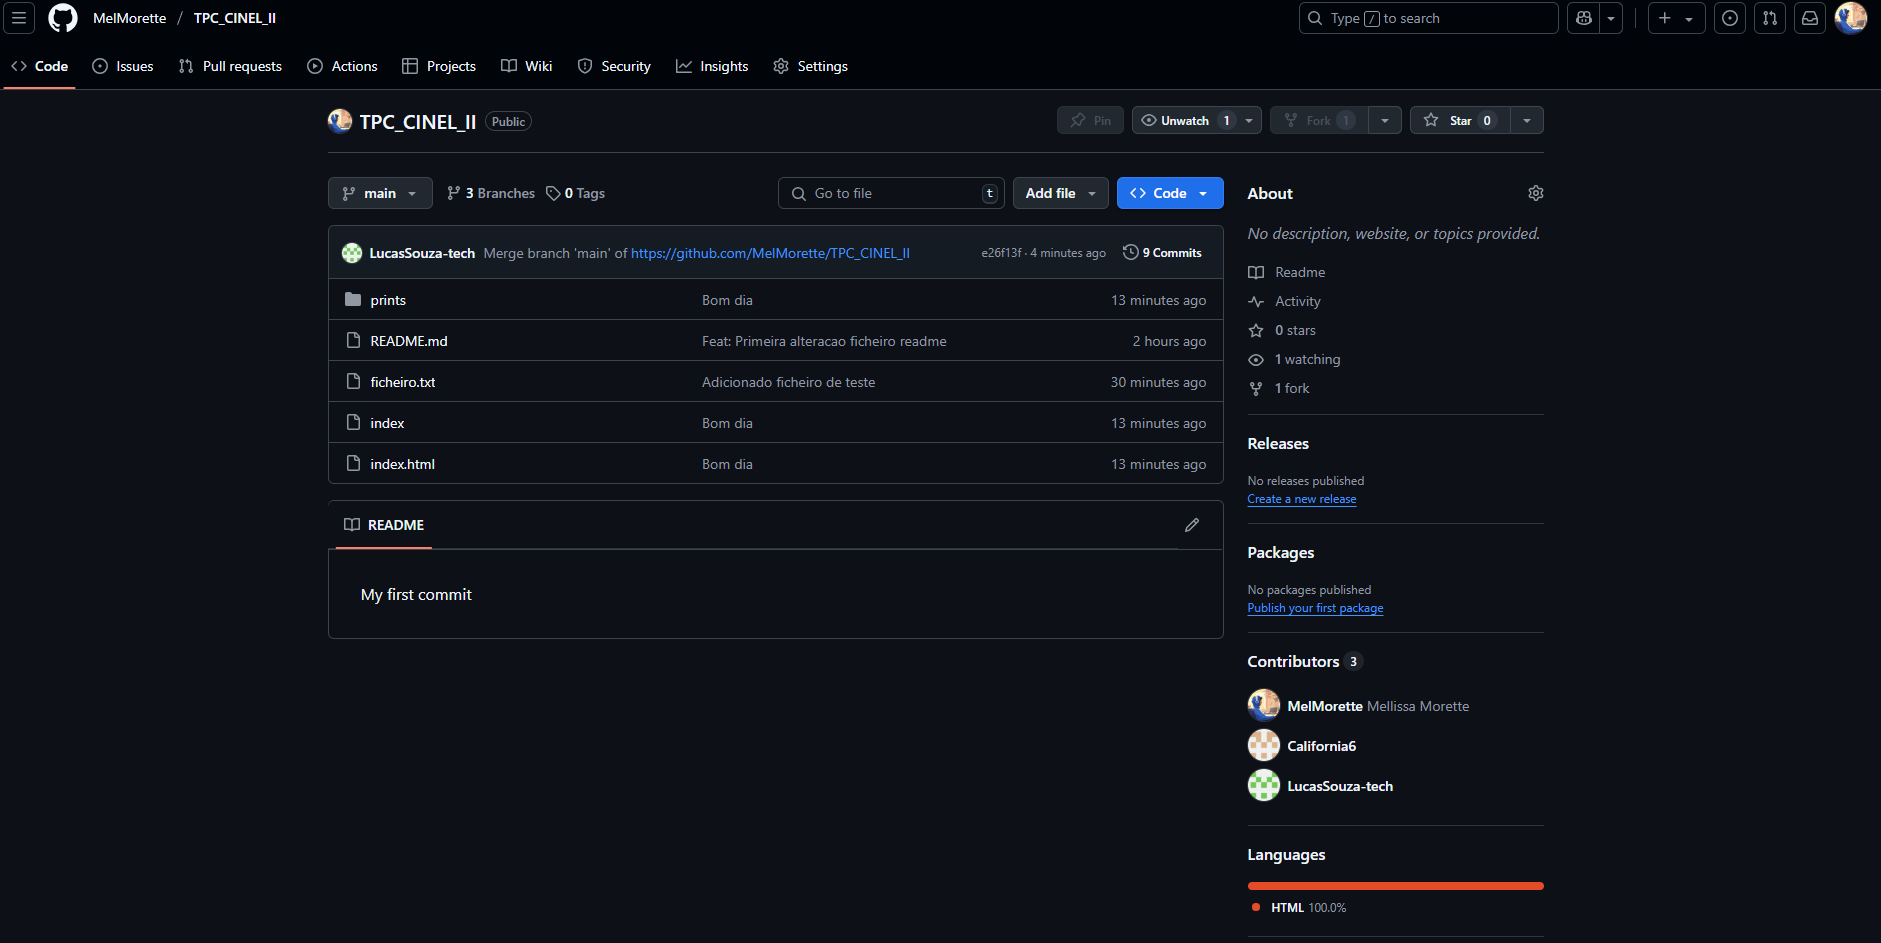 MelMorette / TPC_CINEL_II
Type / to search
Code Issues Pull requests Actions Projects Wiki Security Insights Settings
TPC_CINEL_II Public
Pin Unwatch 1 Fork 1 Star 0
main 3 Branches 0 Tags Go to file t Add file Code
LucasSouza-tech Merge branch 'main' of https://github.com/MelMorette/TPC_CINEL_II e26f13f · 4 minutes ago 9 Commits
prints Bom dia 13 minutes ago
README.md Feat: Primeira alteracao ficheiro readme 2 hours ago
ficheiro.txt Adicionado ficheiro de teste 30 minutes ago
index Bom dia 13 minutes ago
index.html Bom dia 13 minutes ago
README
My first commit
About
No description, website, or topics provided.
Readme
Activity
0 stars
1 watching
1 fork
Releases
No releases published
Create a new release
Packages
No packages published
Publish your first package
Contributors 3
MelMorette Mellissa Morette
California6
LucasSouza-tech
Languages
HTML 100.0%